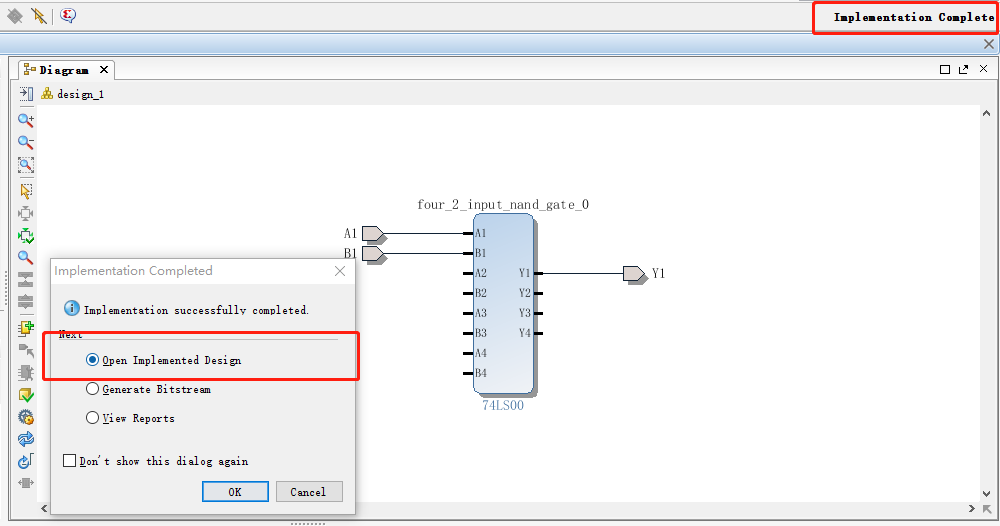 Implementation Complete
Diagram
design_1
four_2_input_nand_gate_0
A1
B1
A1
B1
A2
B2
A3
B3
A4
B4
Y1
Y2
Y3
Y4
Y1
74LS00
Implementation Completed
Implementation successfully completed.
Next
Open Implemented Design
Generate Bitstream
View Reports
Don't show this dialog again
OK
Cancel